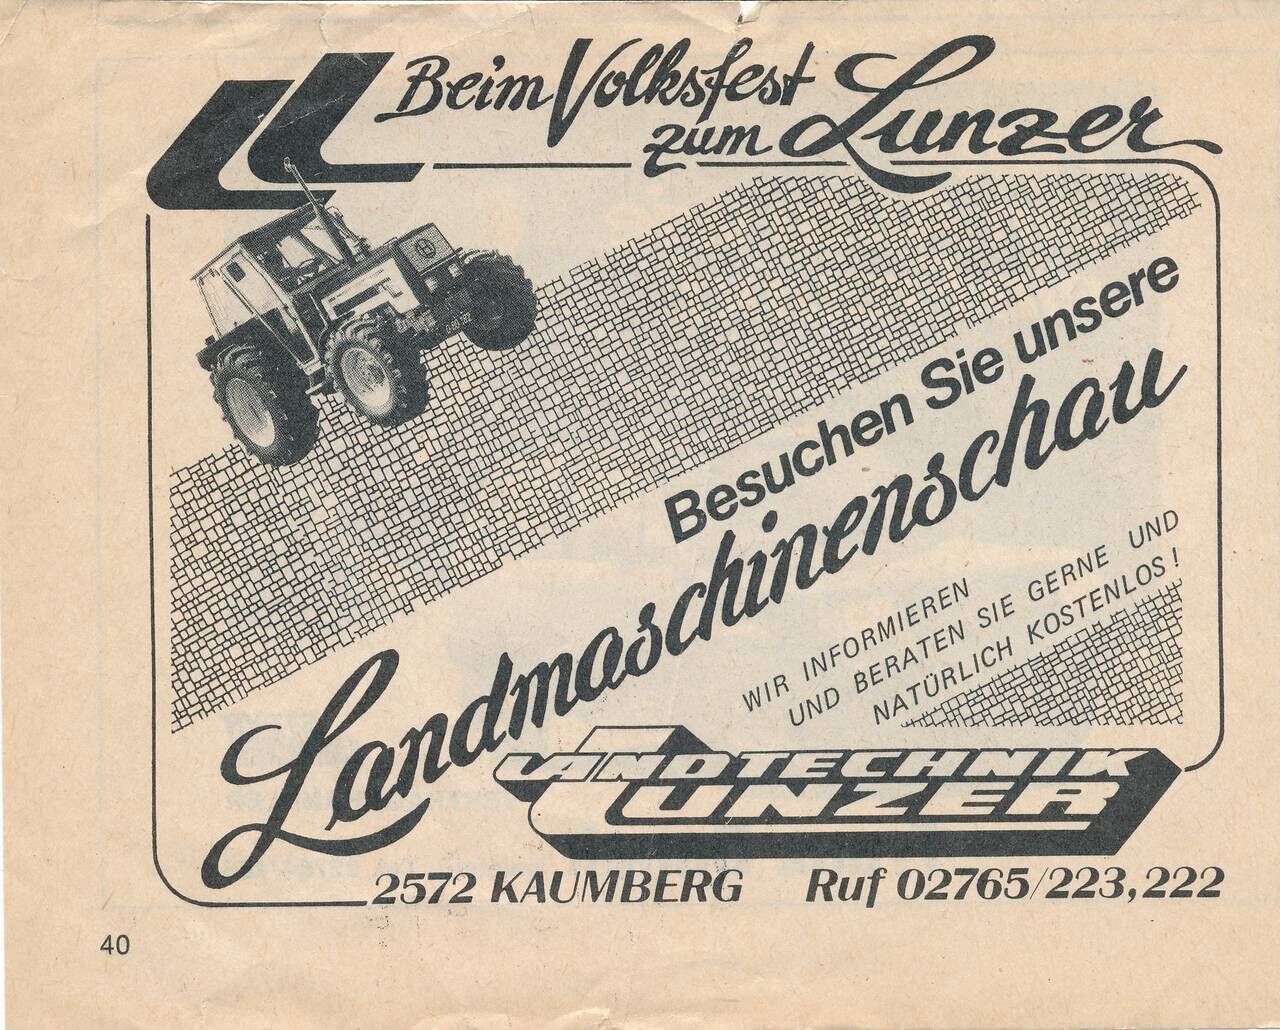 LL
Beim Volksfest
zum Lunzer
Besuchen Sie unsere
Landmaschinenschau
WIR INFORMIEREN
UND BERATEN SIE GERNE UND
NATÜRLICH KOSTENLOS!
LANDTECHNIK
LUNZER
2572 KAUMBERG Ruf 02765/223,222
40